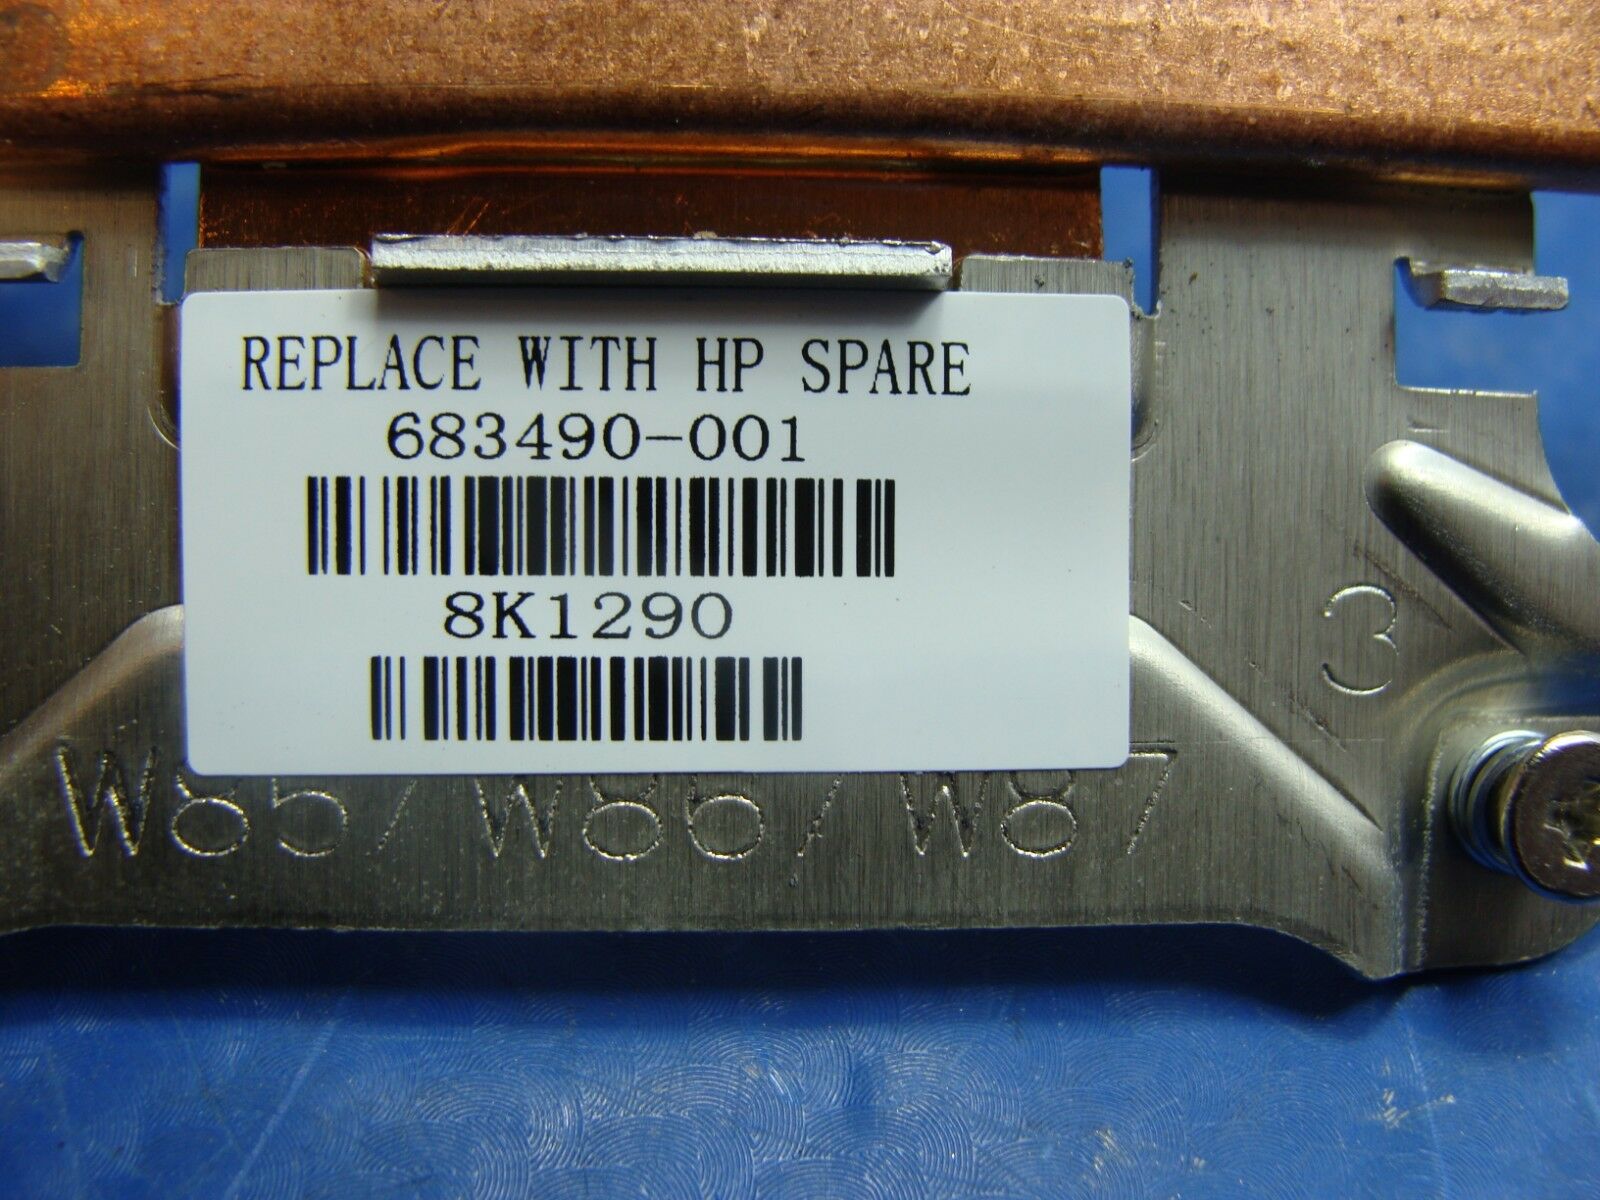 REPLACE WITH HP SPARE
683490-001
8K1290
3
W85/W86/W87